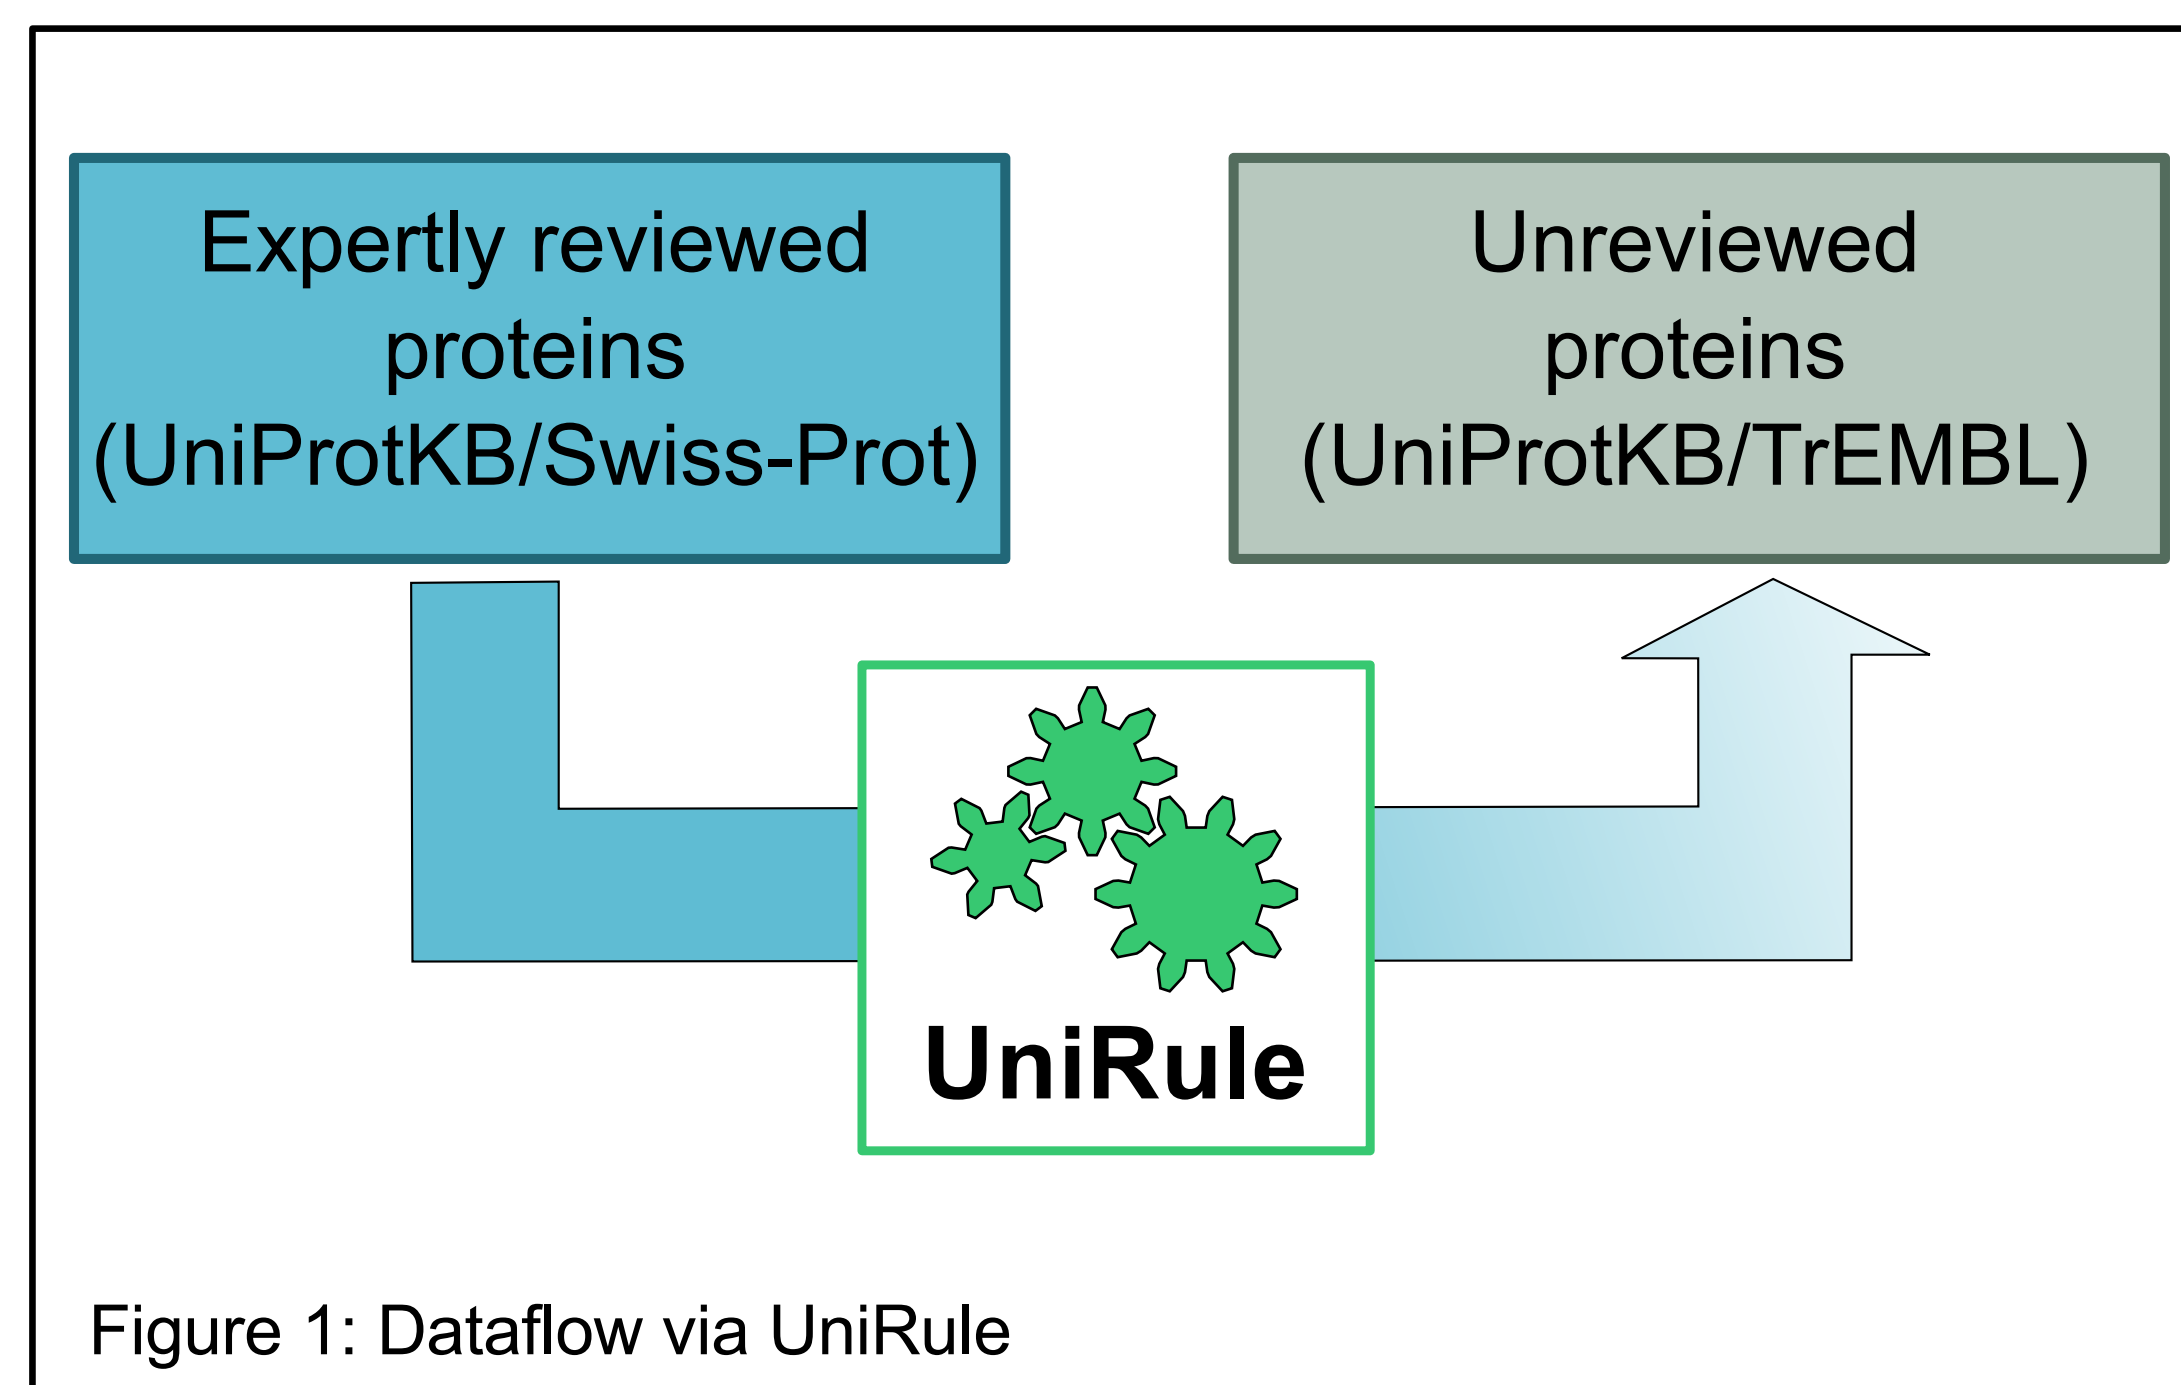 Expertly reviewed
proteins
(UniProtKB/Swiss-Prot)
Unreviewed
proteins
(UniProtKB/TrEMBL)
UniRule
Figure 1: Dataflow via UniRule